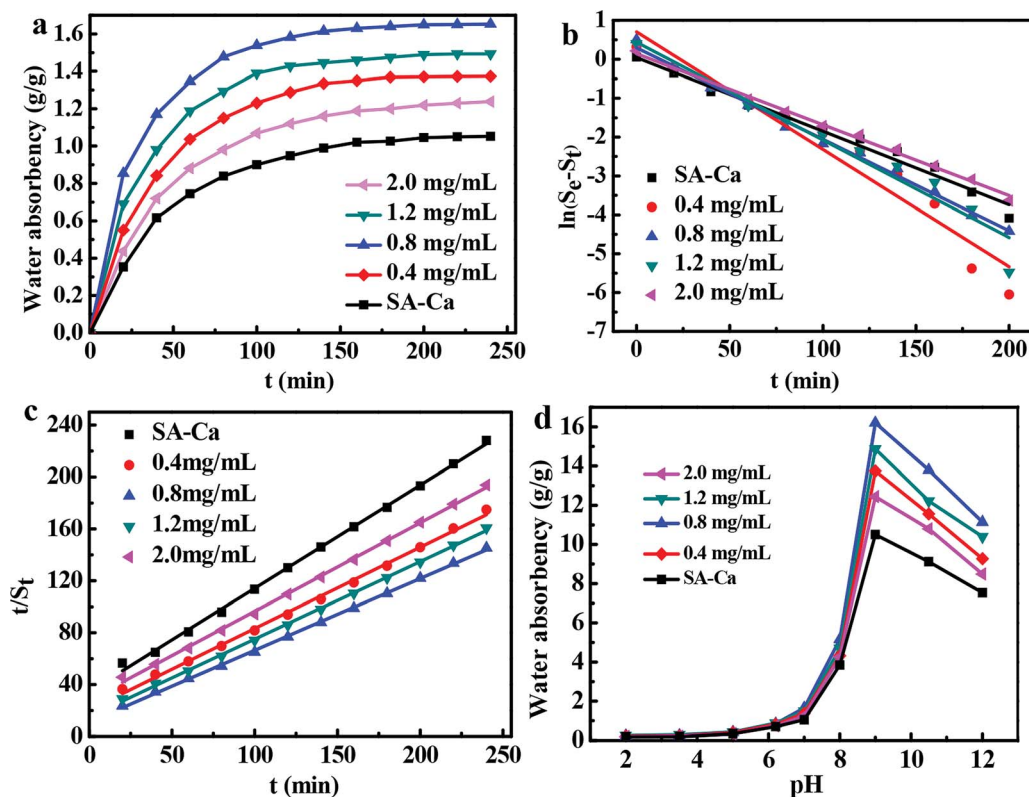 a
Water absorbency (g/g)
1.6
1.4
1.2
1.0
0.8
0.6
0.4
0.2
0.0
2.0 mg/mL
1.2 mg/mL
0.8 mg/mL
0.4 mg/mL
SA-Ca
0 50 100 150 200 250
t (min)
b
ln(Se-St)
1
0
-1
-2
-3
-4
-5
-6
-7
SA-Ca
0.4 mg/mL
0.8 mg/mL
1.2 mg/mL
2.0 mg/mL
0 50 100 150 200
t (min)
c
t/St
240
200
160
120
80
40
0
SA-Ca
0.4mg/mL
0.8mg/mL
1.2mg/mL
2.0mg/mL
0 50 100 150 200 250
t (min)
d
Water absorbency (g/g)
16
14
12
10
8
6
4
2
0
2.0 mg/mL
1.2 mg/mL
0.8 mg/mL
0.4 mg/mL
SA-Ca
2 4 6 8 10 12
pH